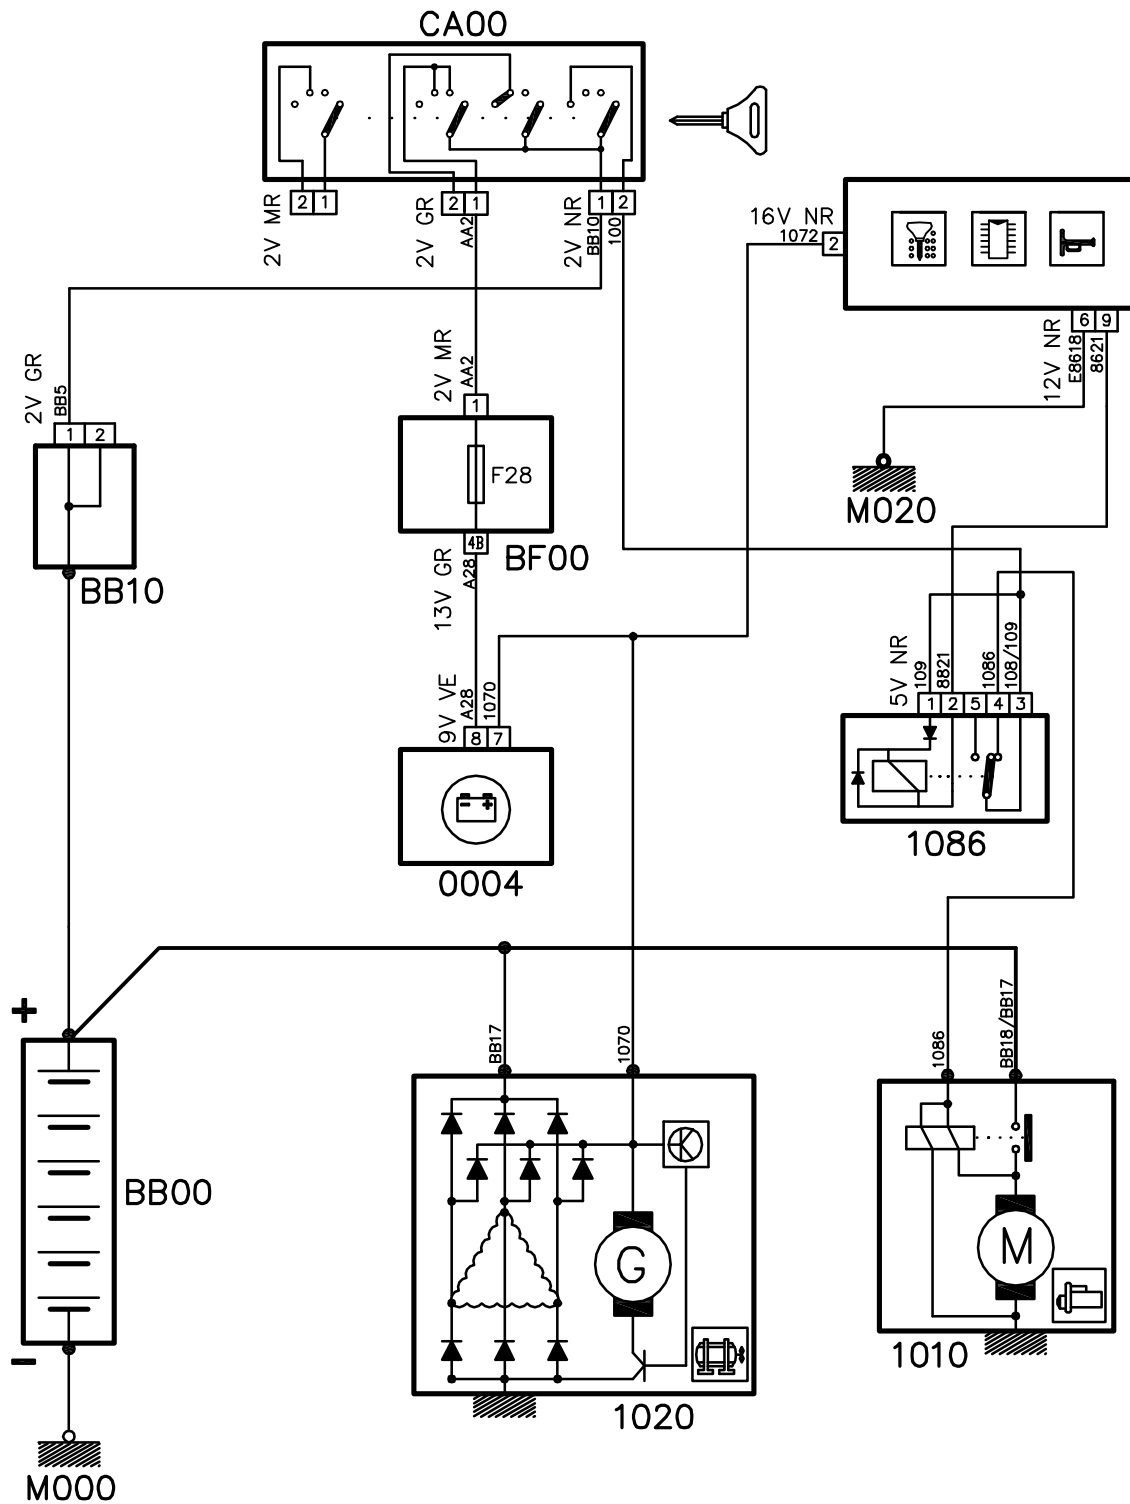 CA00
2 1
2 1
1 2
2V MR
2V GR
AA2
2V NR
BB10
100
16V NR
1072
2
6 9
12V NR
E8618
8621
M020
2V GR
BB5
1 2
BB10
2V MR
AA2
1
F28
4B
BF00
13V GR
A28
9V VE
A28
1070
8 7
0004
5V NR
109
8821
1086
108/109
1 2 5 4 3
1086
+
BB00
-
M000
BB17
1070
G
1020
1086
BB18/BB17
M
1010